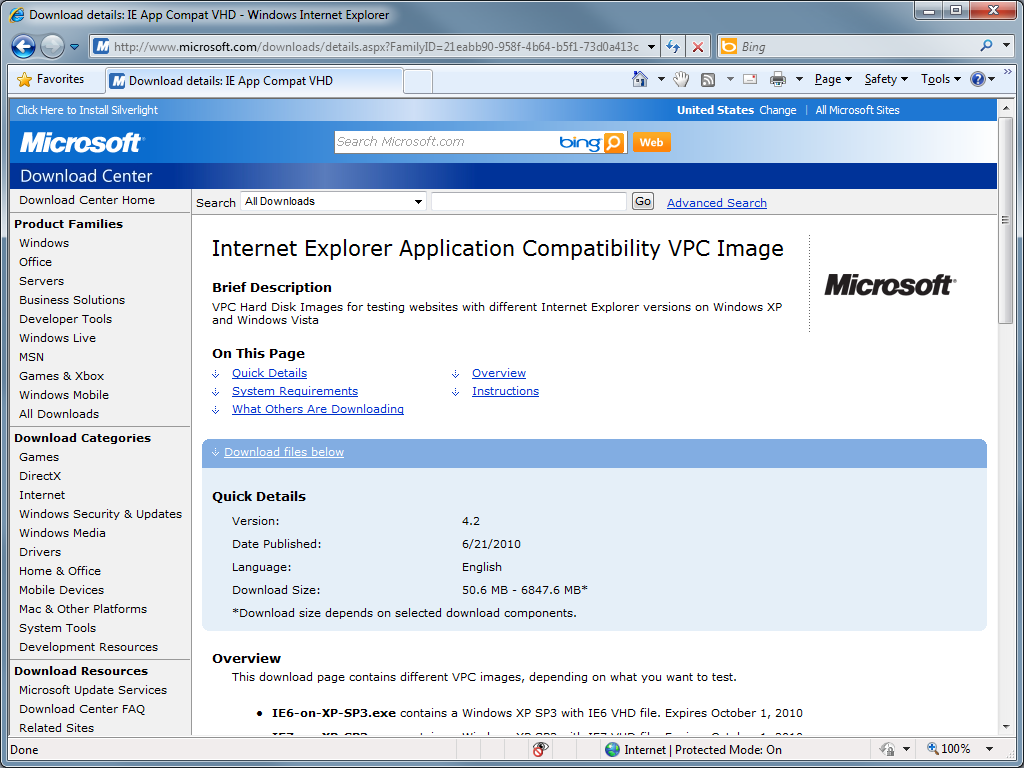 Download details: IE App Compat VHD - Windows Internet Explorer
http://www.microsoft.com/downloads/details.aspx?FamilyID=21eabb90-958f-4b64-b5f1-73d0a413c
Bing
Favorites
Download details: IE App Compat VHD
Page
Safety
Tools
Click Here to Install Silverlight
United States Change | All Microsoft Sites
Microsoft
Search Microsoft.com
bing
Web
Download Center
Download Center Home
Product Families
Windows
Office
Servers
Business Solutions
Developer Tools
Windows Live
MSN
Games & Xbox
Windows Mobile
All Downloads
Download Categories
Games
DirectX
Internet
Windows Security & Updates
Windows Media
Drivers
Home & Office
Mobile Devices
Mac & Other Platforms
System Tools
Development Resources
Download Resources
Microsoft Update Services
Download Center FAQ
Related Sites
Search
All Downloads
Go
Advanced Search
Internet Explorer Application Compatibility VPC Image
Microsoft
Brief Description
VPC Hard Disk Images for testing websites with different Internet Explorer versions on Windows XP
and Windows Vista
On This Page
Quick Details
Overview
System Requirements
Instructions
What Others Are Downloading
Download files below
Quick Details
Version: 4.2
Date Published: 6/21/2010
Language: English
Download Size: 50.6 MB - 6847.6 MB*
*Download size depends on selected download components.
Overview
This download page contains different VPC images, depending on what you want to test.
• IE6-on-XP-SP3.exe contains a Windows XP SP3 with IE6 VHD file. Expires October 1, 2010
Done
Internet | Protected Mode: On
100%